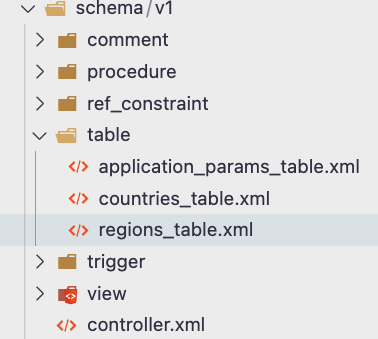 schema/v1
comment
procedure
ref_constraint
table
application_params_table.xml
countries_table.xml
regions_table.xml
trigger
view
controller.xml